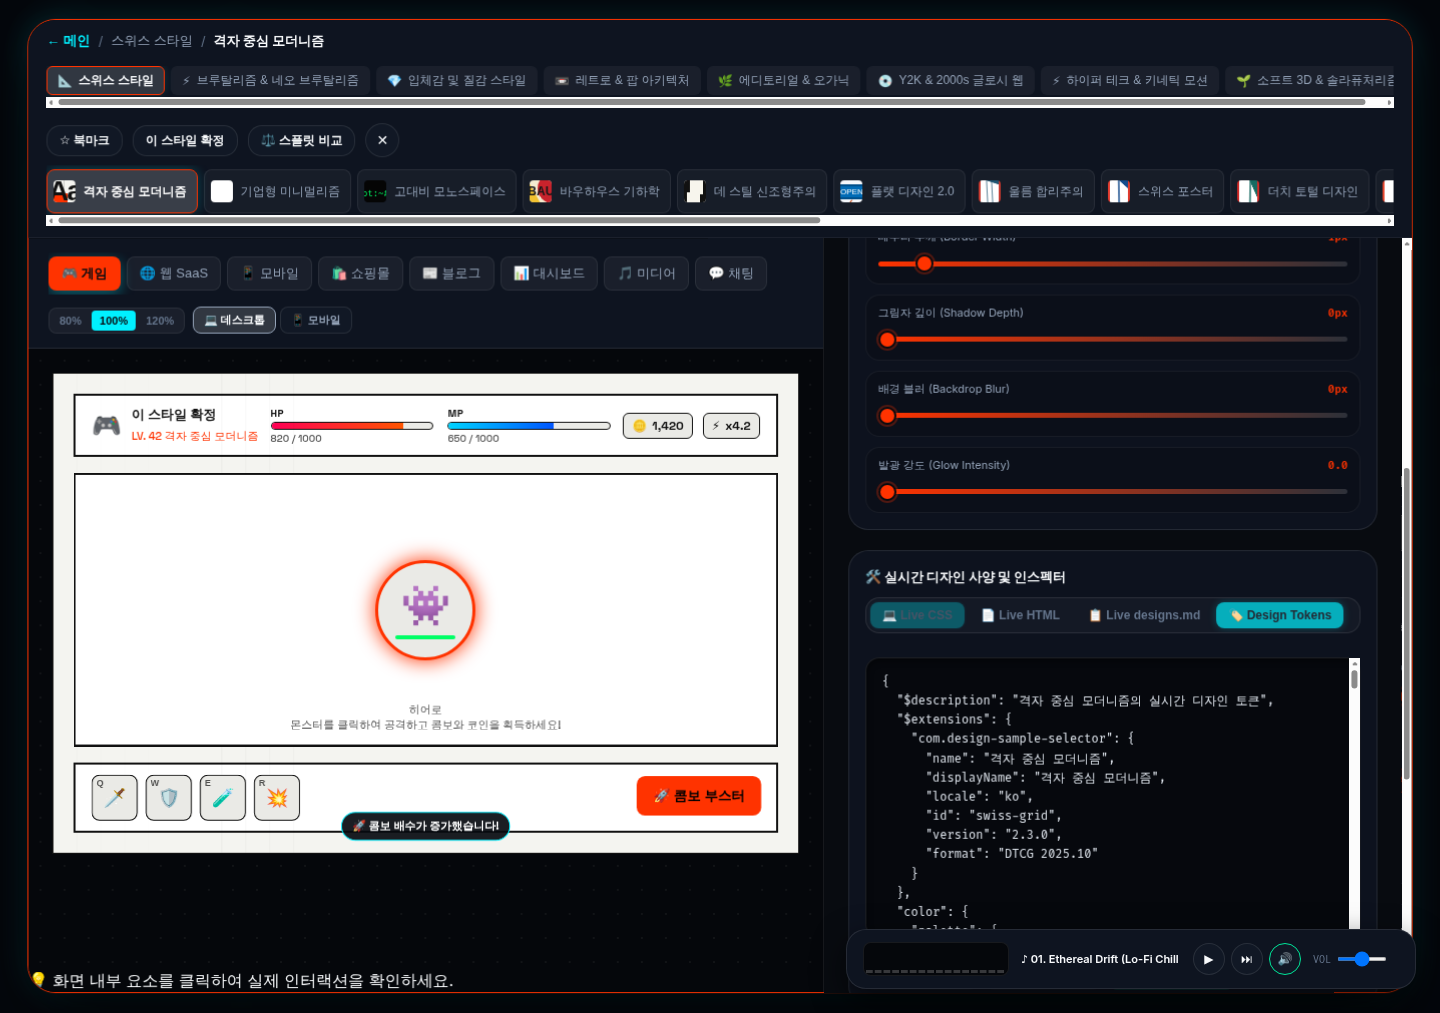 ← 메인 / 스위스 스타일 / 격자 중심 모더니즘
📐 스위스 스타일 ⚡ 브루탈리즘 & 네오 브루탈리즘 💎 입체감 및 질감 스타일 📼 레트로 & 팝 아키텍처 🌿 에디토리얼 & 오가닉 💿 Y2K & 2000s 글로시 웹 ⚡ 하이퍼 테크 & 키네틱 모션 🌱 소프트 3D & 솔라퓨처리즘
☆ 북마크 이 스타일 확정 ⚖️ 스플릿 비교 ✕
격자 중심 모더니즘 기업형 미니멀리즘 고대비 모노스페이스 BAU 바우하우스 기하학 데 스틸 신조형주의 OPEN 플랫 디자인 2.0 울름 합리주의 스위스 포스터 더치 토털 디자인
🎮 게임 🌐 웹 SaaS 📱 모바일 🛍️ 쇼핑몰 📰 블로그 📊 대시보드 🎵 미디어 💬 채팅
80% 100% 120% 💻 데스크톱 📱 모바일
이 스타일 확정
LV. 42 격자 중심 모더니즘
HP
820 / 1000
MP
650 / 1000
🪙 1,420
⚡ x4.2
히어로
몬스터를 클릭하여 공격하고 콤보와 코인을 획득하세요!
Q W E R
🚀 콤보 부스터
🚀 콤보 배수가 증가했습니다!
💡 화면 내부 요소를 클릭하여 실제 인터랙션을 확인하세요.
(Border Width) 1px
그림자 깊이 (Shadow Depth) 0px
배경 블러 (Backdrop Blur) 0px
발광 강도 (Glow Intensity) 0.0
🛠️ 실시간 디자인 사양 및 인스펙터
💻 Live CSS 📄 Live HTML 📋 Live designs.md 🏷️ Design Tokens
{
"$description": "격자 중심 모더니즘의 실시간 디자인 토큰",
"$extensions": {
"com.design-sample-selector": {
"name": "격자 중심 모더니즘",
"displayName": "격자 중심 모더니즘",
"locale": "ko",
"id": "swiss-grid",
"version": "2.3.0",
"format": "DTCG 2025.10"
}
},
"color": {
♪ 01. Ethereal Drift (Lo-Fi Chill ▶ ⏭ 🔊 VOL